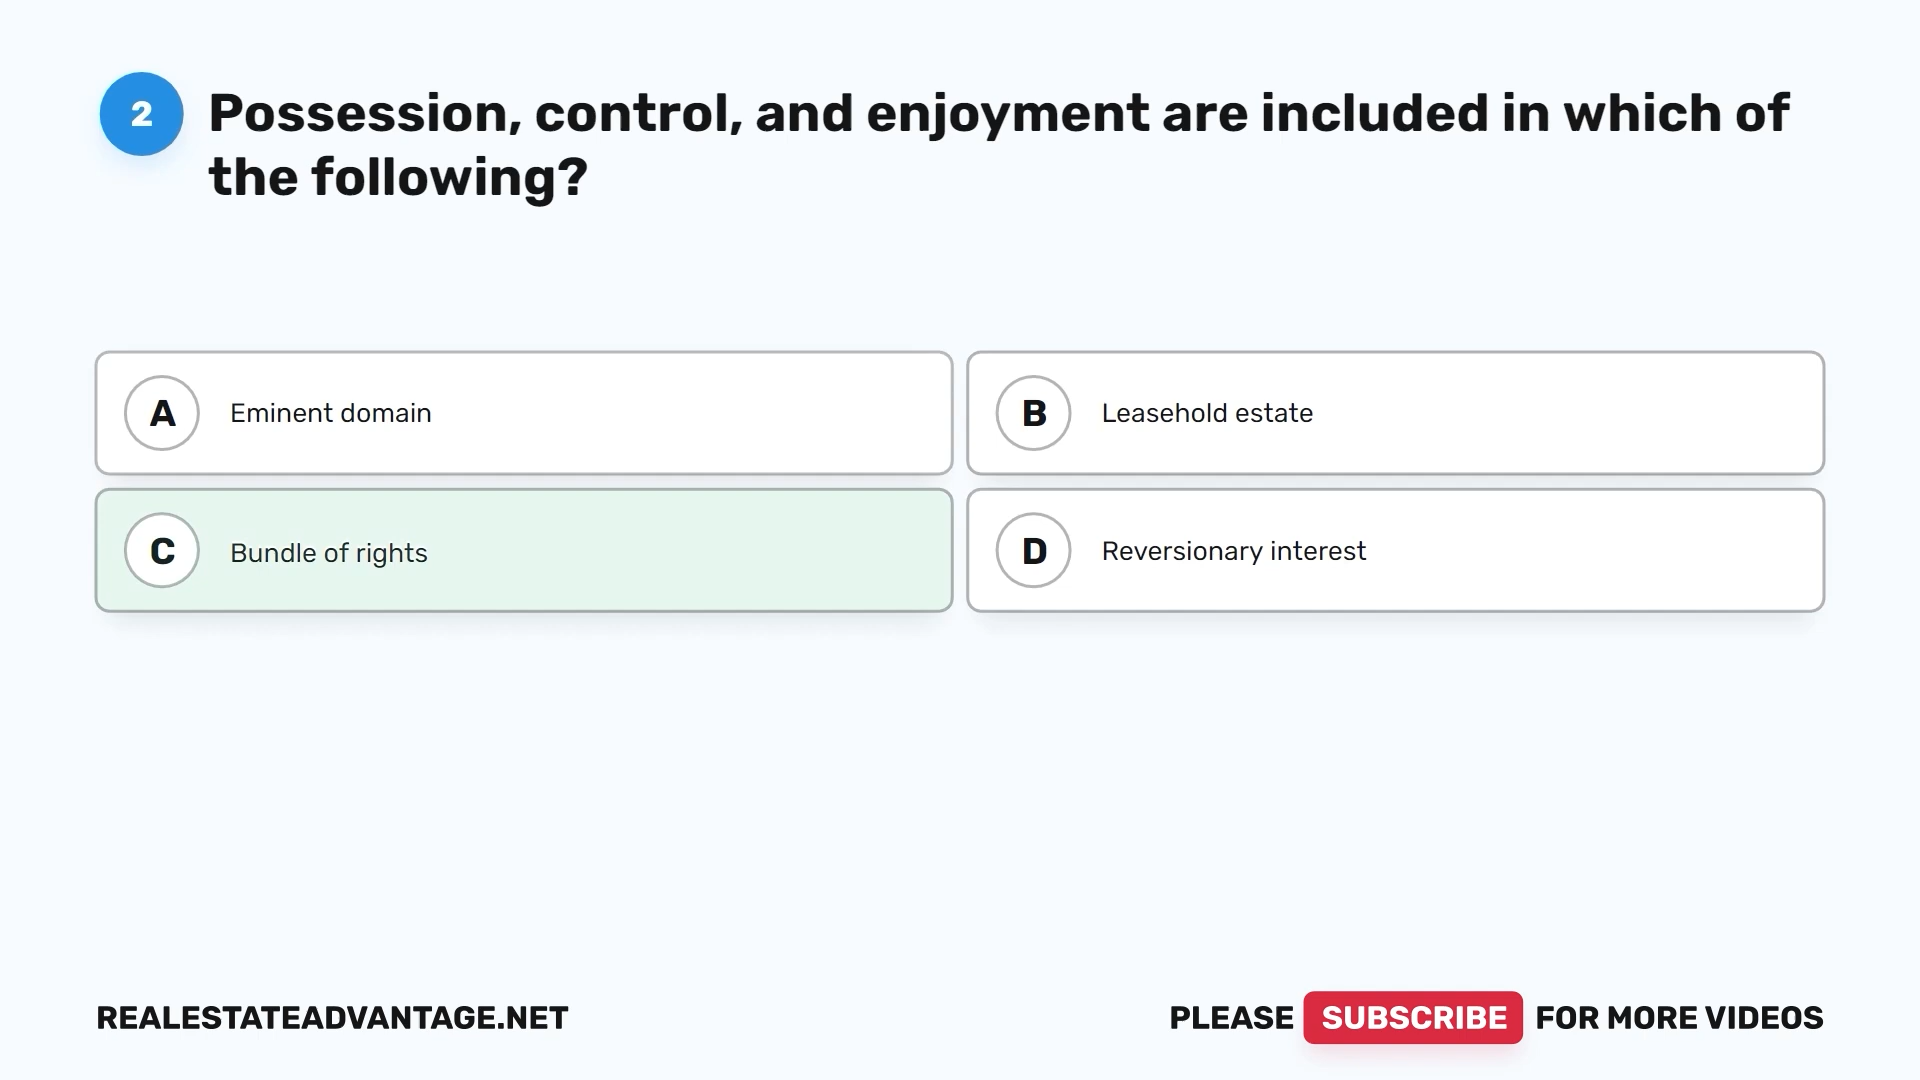 2
Possession, control, and enjoyment are included in which of
the following?
A Eminent domain
B Leasehold estate
C Bundle of rights
D Reversionary interest
REALESTATEADVANTAGE.NET
PLEASE SUBSCRIBE FOR MORE VIDEOS